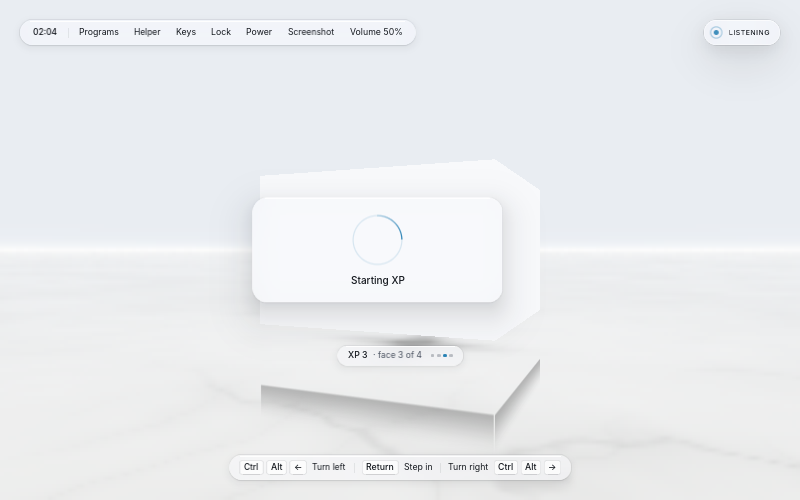 02:04 Programs Helper Keys Lock Power Screenshot Volume 50%
LISTENING
Starting XP
XP 3 · face 3 of 4
Ctrl Alt ← Turn left Return Step in Turn right Ctrl Alt →